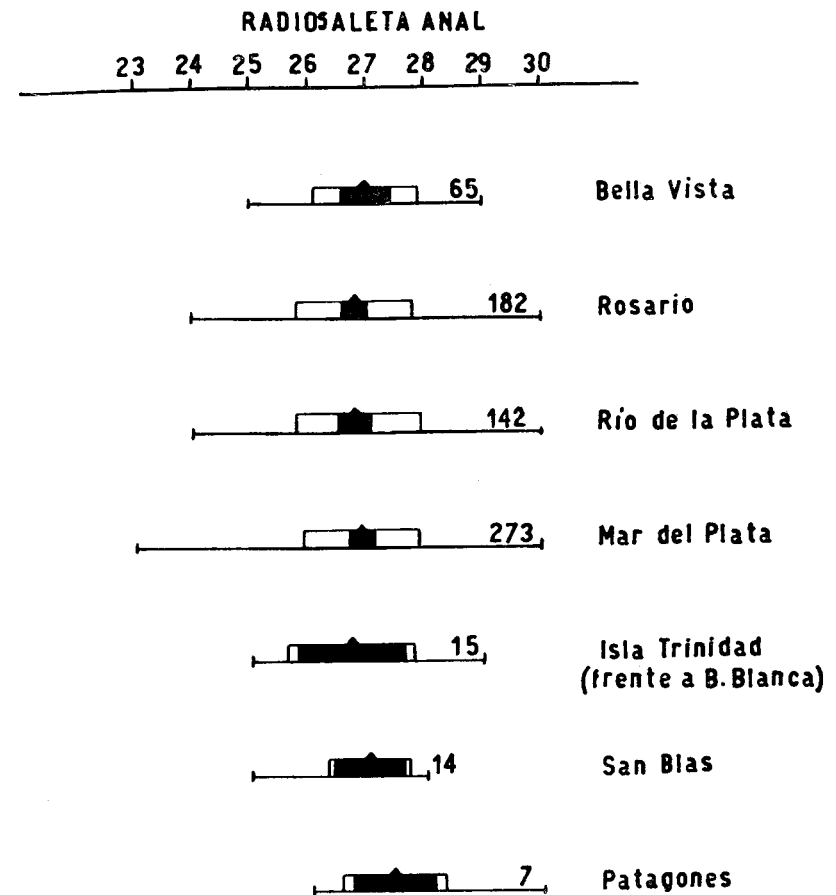 RADIOSALETA ANAL
23 24 25 26 27 28 29 30
65 Bella Vista
182 Rosario
142 Río de la Plata
273 Mar del Plata
15 Isla Trinidad
(frente a B. Blanca)
14 San Blas
7 Patagones